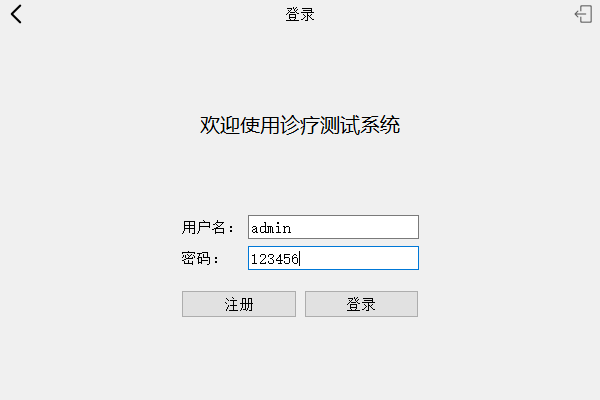 登录
欢迎使用诊疗测试系统
用户名： admin
密码： 123456
注册 登录